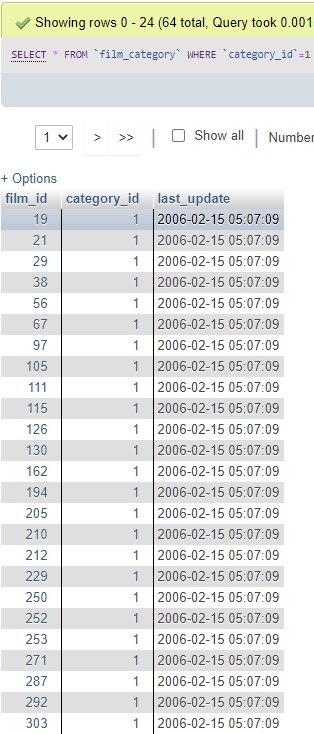 Showing rows 0 - 24 (64 total, Query took 0.001
SELECT * FROM `film_category` WHERE `category_id`=1
1 > >> | Show all | Number
+ Options
film_id category_id last_update
19 1 2006-02-15 05:07:09
21 1 2006-02-15 05:07:09
29 1 2006-02-15 05:07:09
38 1 2006-02-15 05:07:09
56 1 2006-02-15 05:07:09
67 1 2006-02-15 05:07:09
97 1 2006-02-15 05:07:09
105 1 2006-02-15 05:07:09
111 1 2006-02-15 05:07:09
115 1 2006-02-15 05:07:09
126 1 2006-02-15 05:07:09
130 1 2006-02-15 05:07:09
162 1 2006-02-15 05:07:09
194 1 2006-02-15 05:07:09
205 1 2006-02-15 05:07:09
210 1 2006-02-15 05:07:09
212 1 2006-02-15 05:07:09
229 1 2006-02-15 05:07:09
250 1 2006-02-15 05:07:09
252 1 2006-02-15 05:07:09
253 1 2006-02-15 05:07:09
271 1 2006-02-15 05:07:09
287 1 2006-02-15 05:07:09
292 1 2006-02-15 05:07:09
303 1 2006-02-15 05:07:09